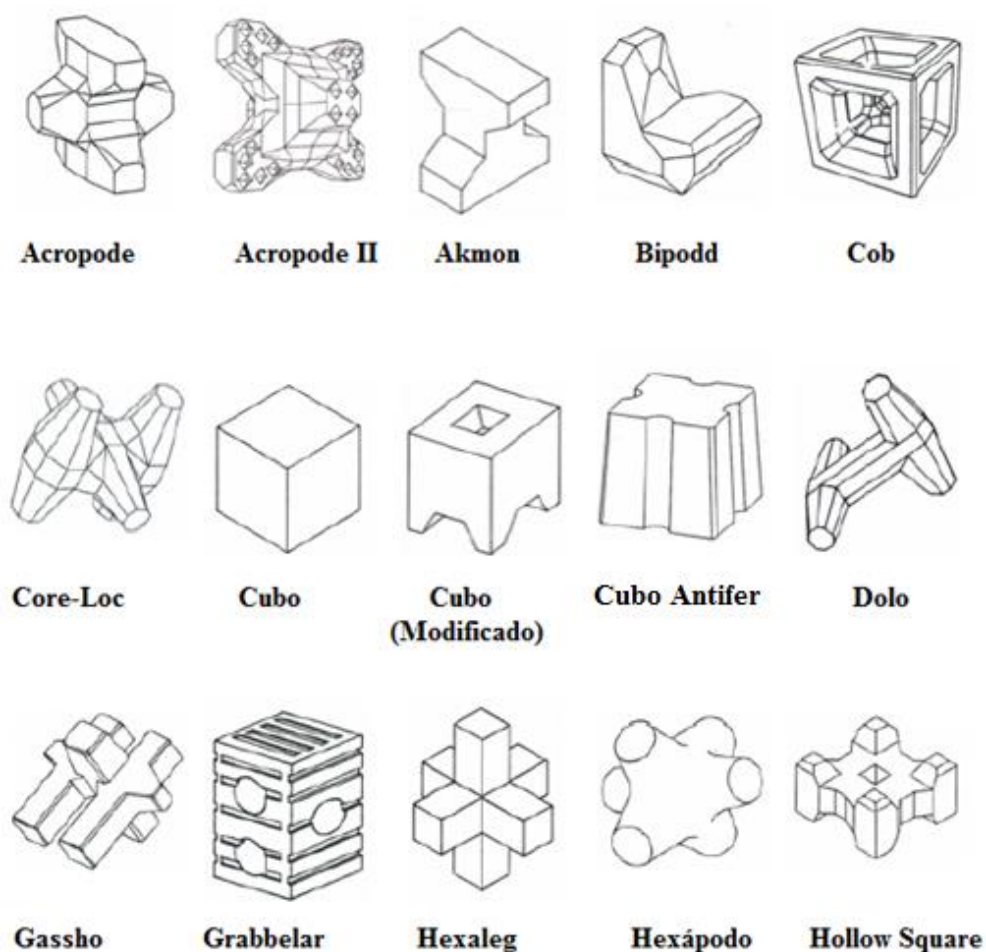 Acropode Acropode II Akmon Bipodd Cob
Core-Loc Cubo Cubo Cubo Antifer Dolo
(Modificado)
Gassho Grabbelar Hexaleg Hexápodo Hollow Square